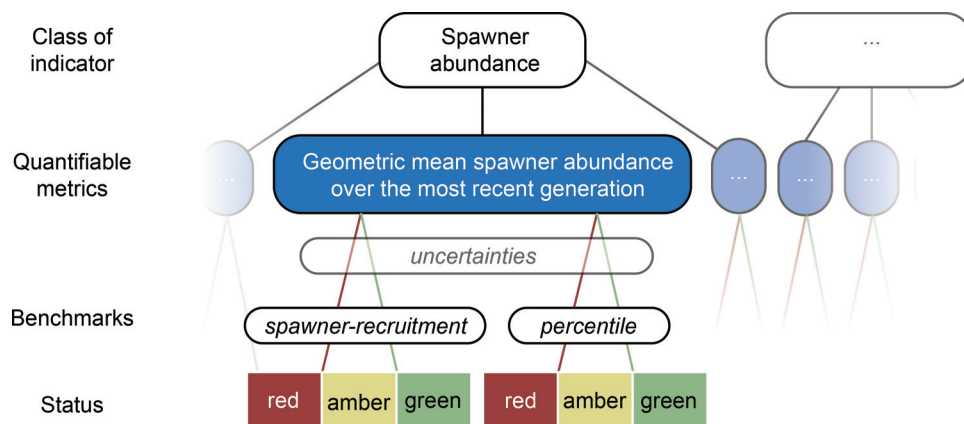 Class of
indicator
Spawner
abundance
...
Quantifiable
metrics
...
Geometric mean spawner abundance
over the most recent generation
...
...
...
uncertainties
Benchmarks
spawner-recruitment
percentile
Status
red
amber
green
red
amber
green